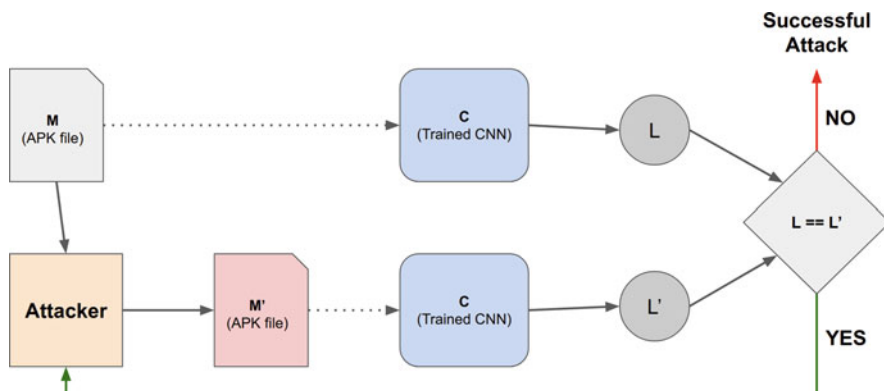 Successful
Attack
M
(APK file)
C
(Trained CNN)
L
NO
L == L’
Attacker
M’
(APK file)
C
(Trained CNN)
L’
YES